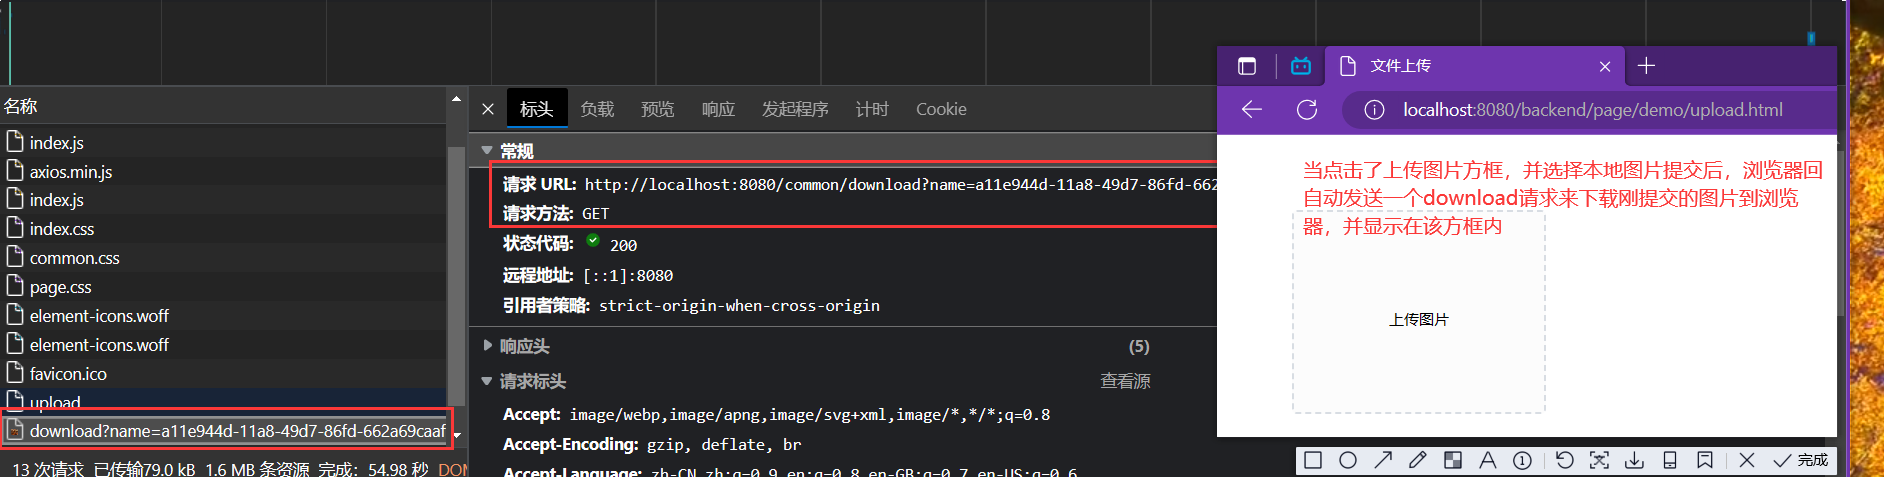 名称
index.js
axios.min.js
index.js
index.css
common.css
page.css
element-icons.woff
element-icons.woff
favicon.ico
upload
download?name=a11e944d-11a8-49d7-86fd-662a69caaf
13 次请求 已传输79.0 kB 1.6 MB 条资源 完成: 54.98 秒 DOM
标头 负载 预览 响应 发起程序 计时 Cookie
常规
请求 URL: http://localhost:8080/common/download?name=a11e944d-11a8-49d7-86fd-662
请求方法: GET
状态代码: 200
远程地址: [::1]:8080
引用者策略: strict-origin-when-cross-origin
响应头 (5)
请求标头 查看源
Accept: image/webp,image/apng,image/svg+xml,image/*,*/*;q=0.8
Accept-Encoding: gzip, deflate, br
Accept-Language: zh-CN,zh;q=0.9,en;q=0.8,en-GB;q=0.7,en-US;q=0.6
文件上传
localhost:8080/backend/page/demo/upload.html
当点击了上传图片方框，并选择本地图片提交后，浏览器回
自动发送一个download请求来下载刚提交的图片到浏览
器，并显示在该方框内
上传图片
完成